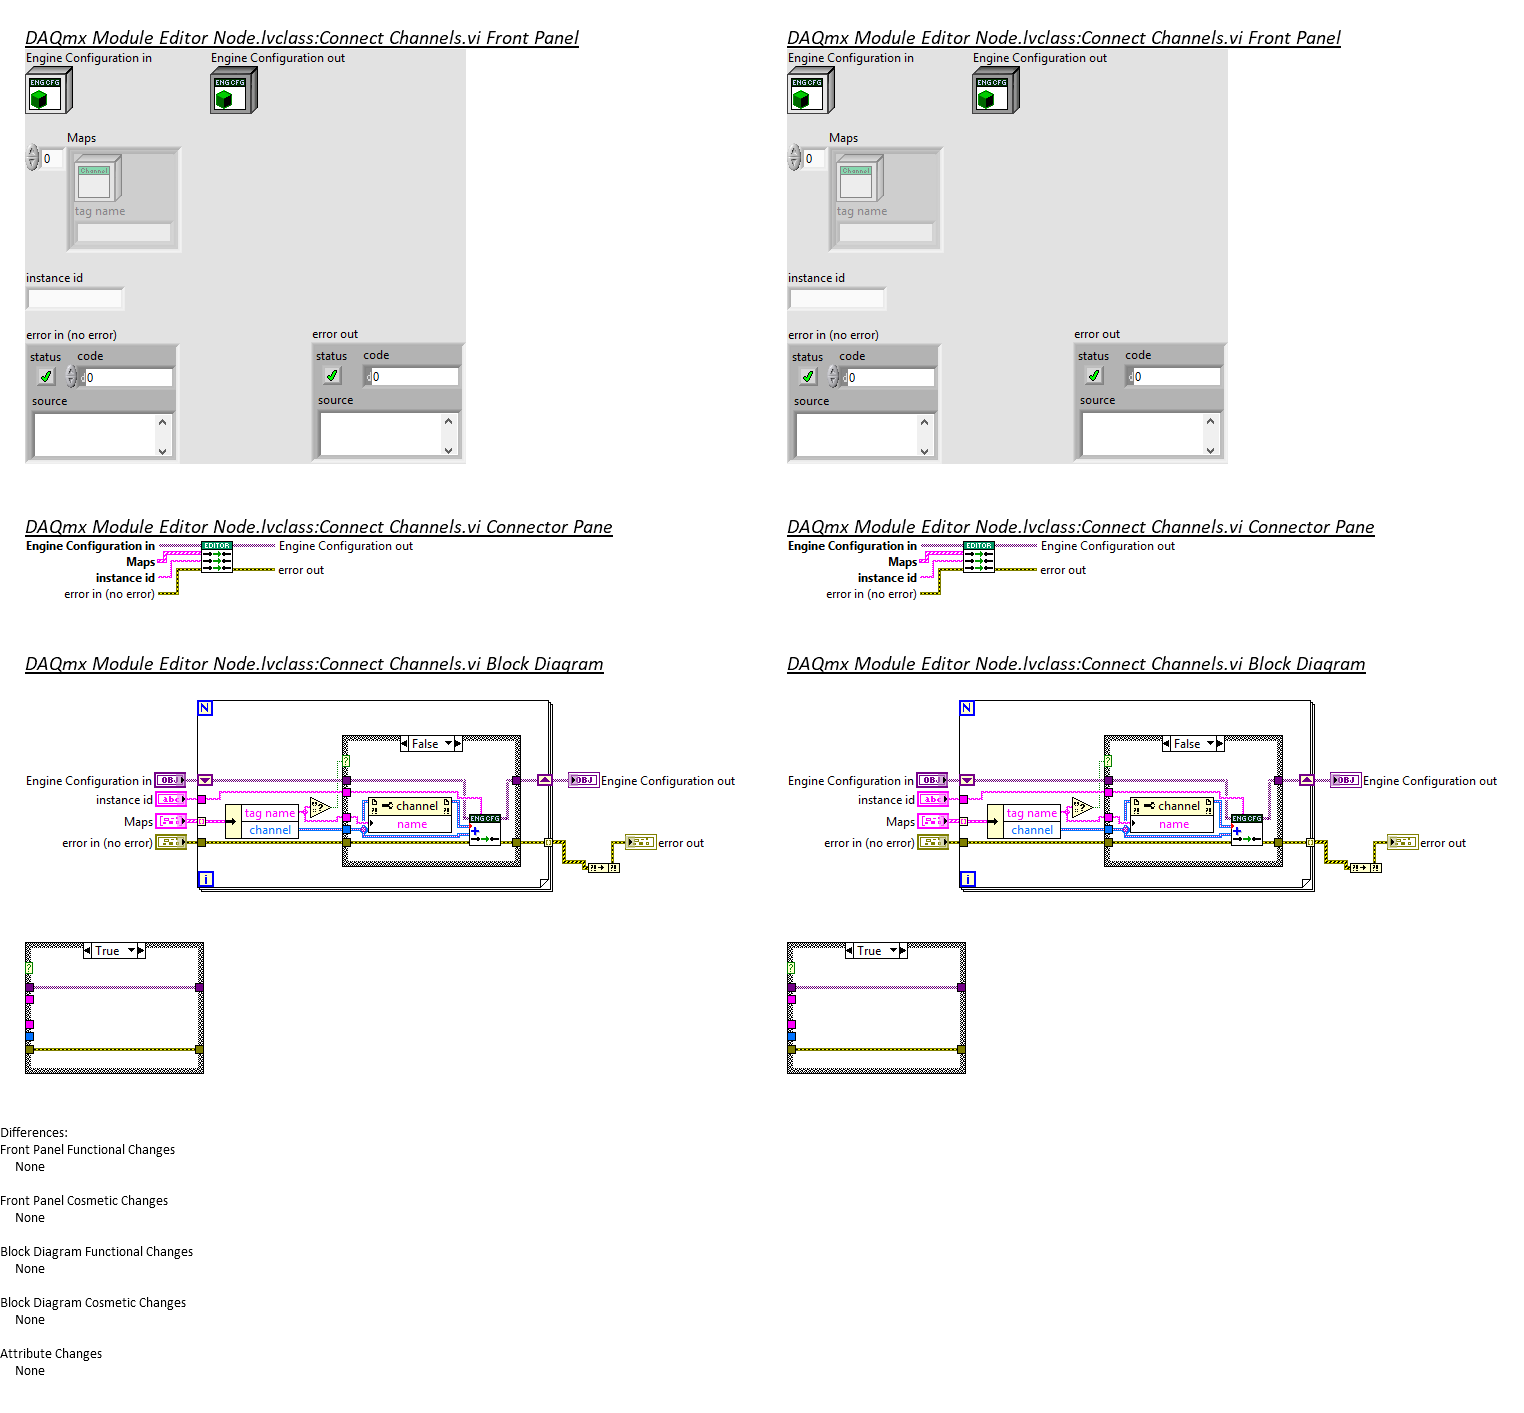 DAQmx Module Editor Node.lvclass:Connect Channels.vi Front Panel
Engine Configuration in
Engine Configuration out
ENG CFG
ENG CFG
Maps
0
Channel
tag name
instance id
error in (no error)
status
code
d0
source
error out
status
code
d0
source
DAQmx Module Editor Node.lvclass:Connect Channels.vi Front Panel
Engine Configuration in
Engine Configuration out
ENG CFG
ENG CFG
Maps
0
Channel
tag name
instance id
error in (no error)
status
code
d0
source
error out
status
code
d0
source
DAQmx Module Editor Node.lvclass:Connect Channels.vi Connector Pane
Engine Configuration in
EDITOR
Engine Configuration out
Maps
instance id
error out
error in (no error)
DAQmx Module Editor Node.lvclass:Connect Channels.vi Connector Pane
Engine Configuration in
EDITOR
Engine Configuration out
Maps
instance id
error out
error in (no error)
DAQmx Module Editor Node.lvclass:Connect Channels.vi Block Diagram
N
False
?
Engine Configuration in
OBJ
OBJ
Engine Configuration out
instance id
abc
Maps
tag name
channel
?
channel
name
ENG CFG
error in (no error)
error out
?!
?!
i
True
?
DAQmx Module Editor Node.lvclass:Connect Channels.vi Block Diagram
N
False
?
Engine Configuration in
OBJ
OBJ
Engine Configuration out
instance id
abc
Maps
tag name
channel
?
channel
name
ENG CFG
error in (no error)
error out
?!
?!
i
True
?
Differences:
Front Panel Functional Changes
None
Front Panel Cosmetic Changes
None
Block Diagram Functional Changes
None
Block Diagram Cosmetic Changes
None
Attribute Changes
None